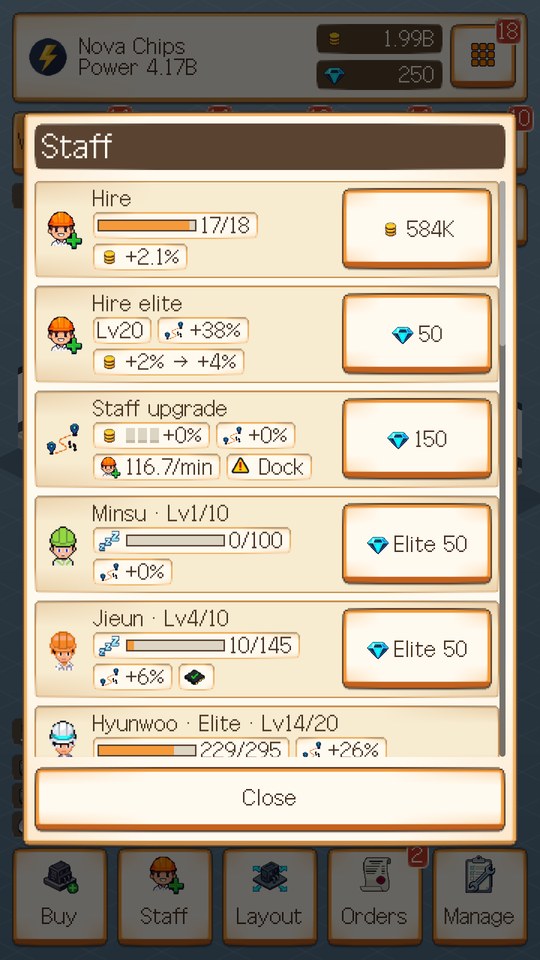 Nova Chips
Power 4.17B
1.99B
250
18
10
Staff
Hire
17/18
+2.1%
584K
Hire elite
Lv20
+38%
+2% → +4%
50
Staff upgrade
+0%
+0%
116.7/min
Dock
150
Minsu · Lv1/10
0/100
+0%
Elite 50
Jieun · Lv4/10
10/145
+6%
Elite 50
Hyunwoo · Elite · Lv14/20
229/295
+26%
Close
2
Buy
Staff
Layout
Orders
Manage